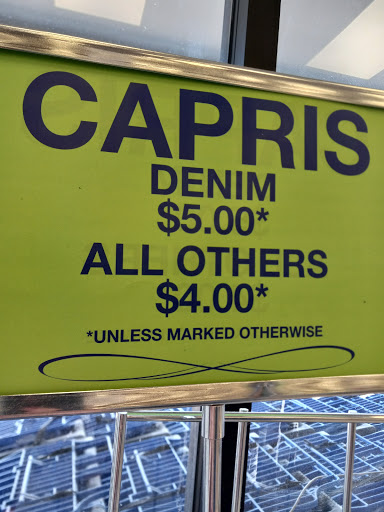 CAPRIS
DENIM
$5.00*
ALL OTHERS
$4.00*
*UNLESS MARKED OTHERWISE